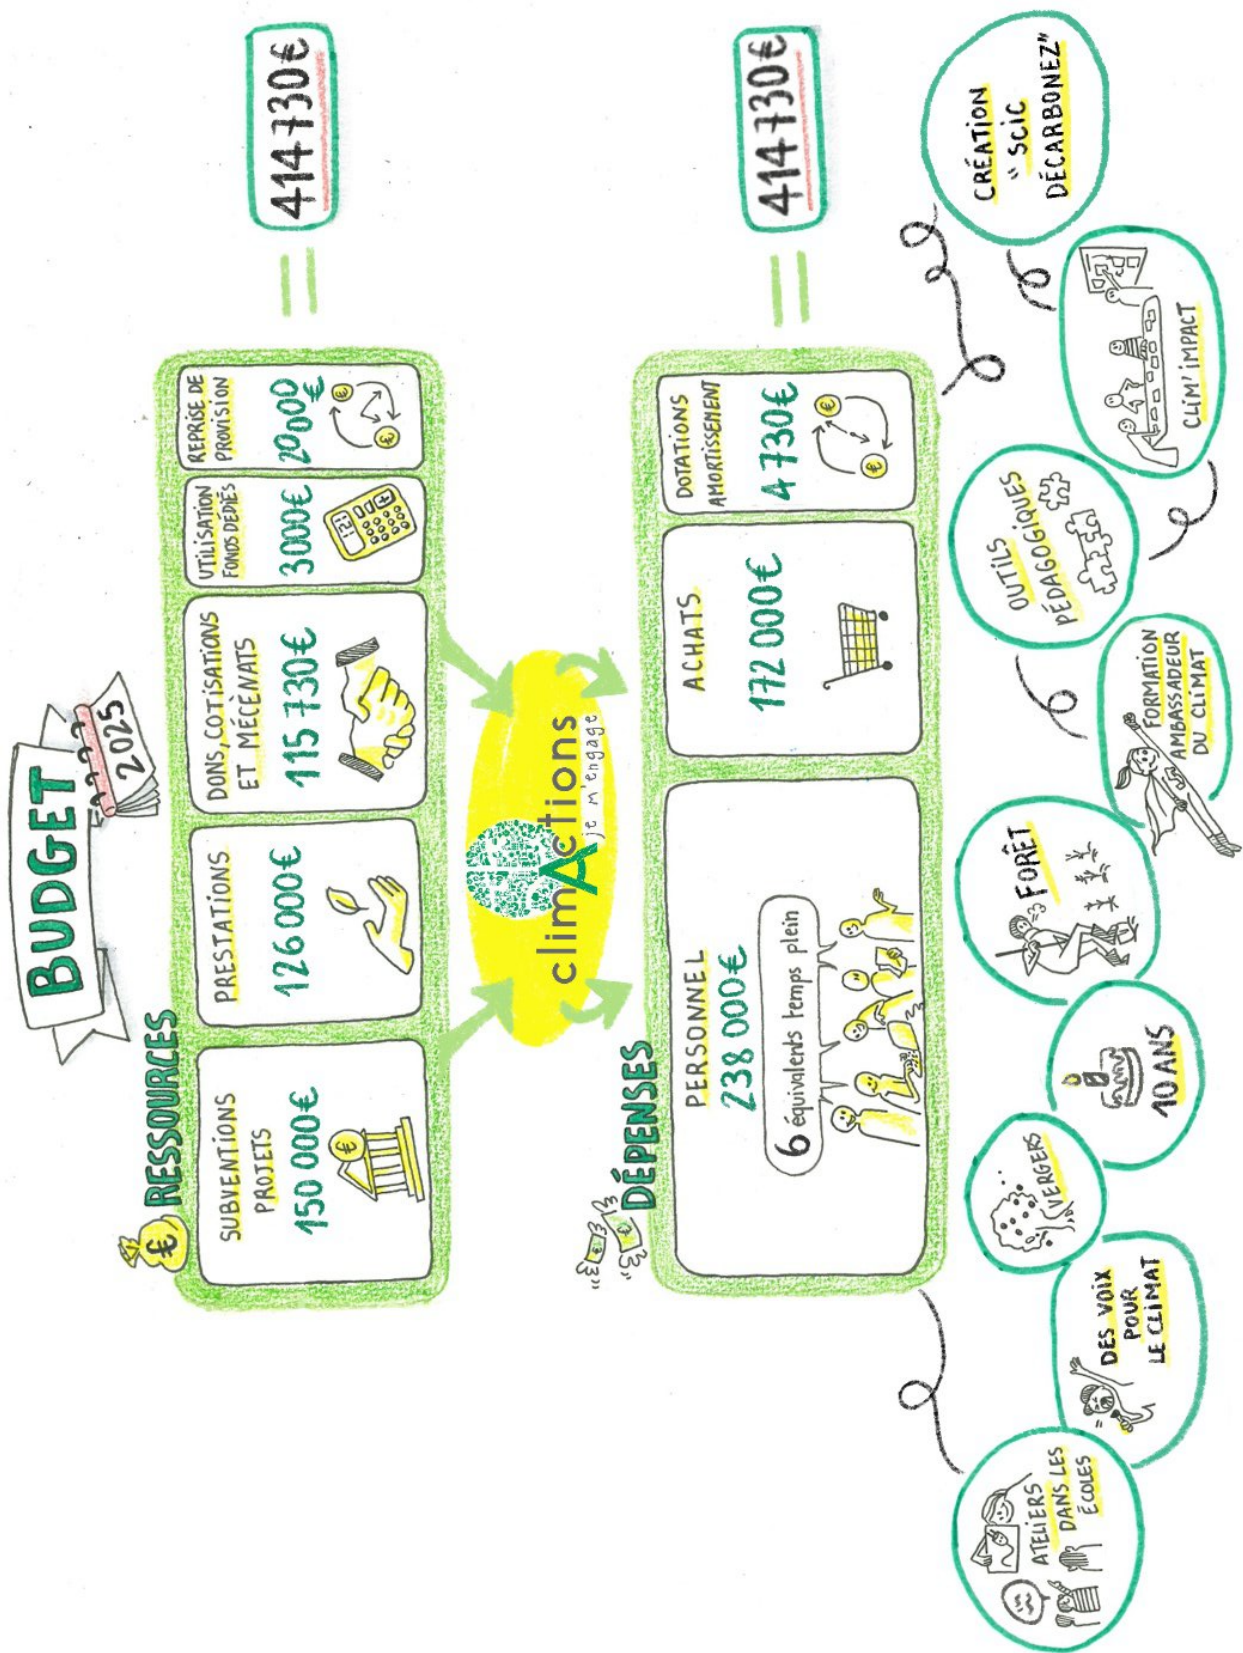 BUDGET
2025
RESSOURCES
€
SUBVENTIONS
PROJETS
150 000€
€
PRESTATIONS
126 000€
DONS, COTISATIONS
ET MÉCÈNATS
115 730€
UTILISATION
FONDS DÉDIÉS
3000€
REPRISE DE
PROVISION
20000
€
€
€
=
414 730€
climActions
je m'engage
DÉPENSES
€
€
PERSONNEL
238 000€
6 équivalents temps plein
ACHATS
172 000€
DOTATIONS
AMORTISSEMENT
4 730€
€
€
=
414 730€
ATELIERS
DANS LES
ÉCOLES
DES VOIX
POUR
LE CLIMAT
VERGERS
10 ANS
FORÊT
FORMATION
AMBASSADEUR
DU CLIMAT
OUTILS
PÉDAGOGIQUES
CLIM' IMPACT
CRÉATION
" SCIC
DÉCARBONEZ"